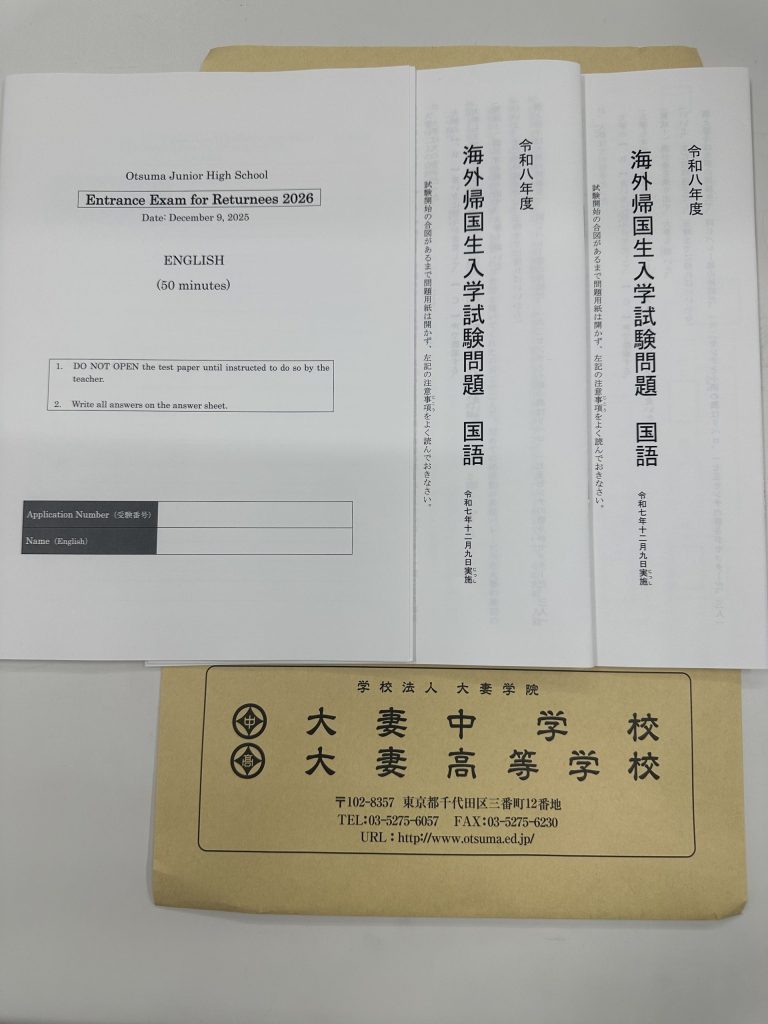 Otsuma Junior High School
Entrance Exam for Returnees 2026
Date: December 9, 2025
ENGLISH
(50 minutes)
1. DO NOT OPEN the test paper until instructed to do so by the
teacher.
2. Write all answers on the answer sheet.
Application Number (受験番号)
Name (English)
令和八年度
海外帰国生入学試験問題 国語
令和七年十二月九日実施
試験開始の合図があるまで問題用紙は開かず、左記の注意事項をよく読んでおきなさい。
令和八年度
海外帰国生入学試験問題 国語
令和七年十二月九日実施
試験開始の合図があるまで問題用紙は開かず、左記の注意事項をよく読んでおきなさい。
学校法人 大妻学院
中 大妻中学校
高 大妻高等学校
〒102-8357 東京都千代田区三番町12番地
TEL:03-5275-6057 FAX:03-5275-6230
URL : http://www.otsuma.ed.jp/